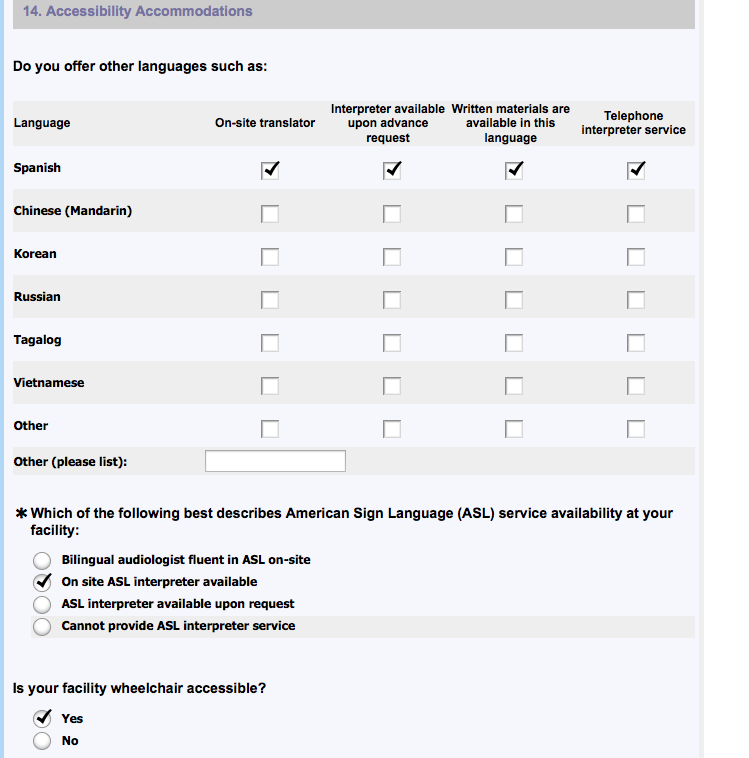 14. Accessibility Accommodations
Do you offer other languages such as:
Language On-site translator Interpreter available upon advance request Written materials are available in this language Telephone interpreter service
Spanish
Chinese (Mandarin)
Korean
Russian
Tagalog
Vietnamese
Other
Other (please list):
* Which of the following best describes American Sign Language (ASL) service availability at your
facility:
Bilingual audiologist fluent in ASL on-site
On site ASL interpreter available
ASL interpreter available upon request
Cannot provide ASL interpreter service
Is your facility wheelchair accessible?
Yes
No